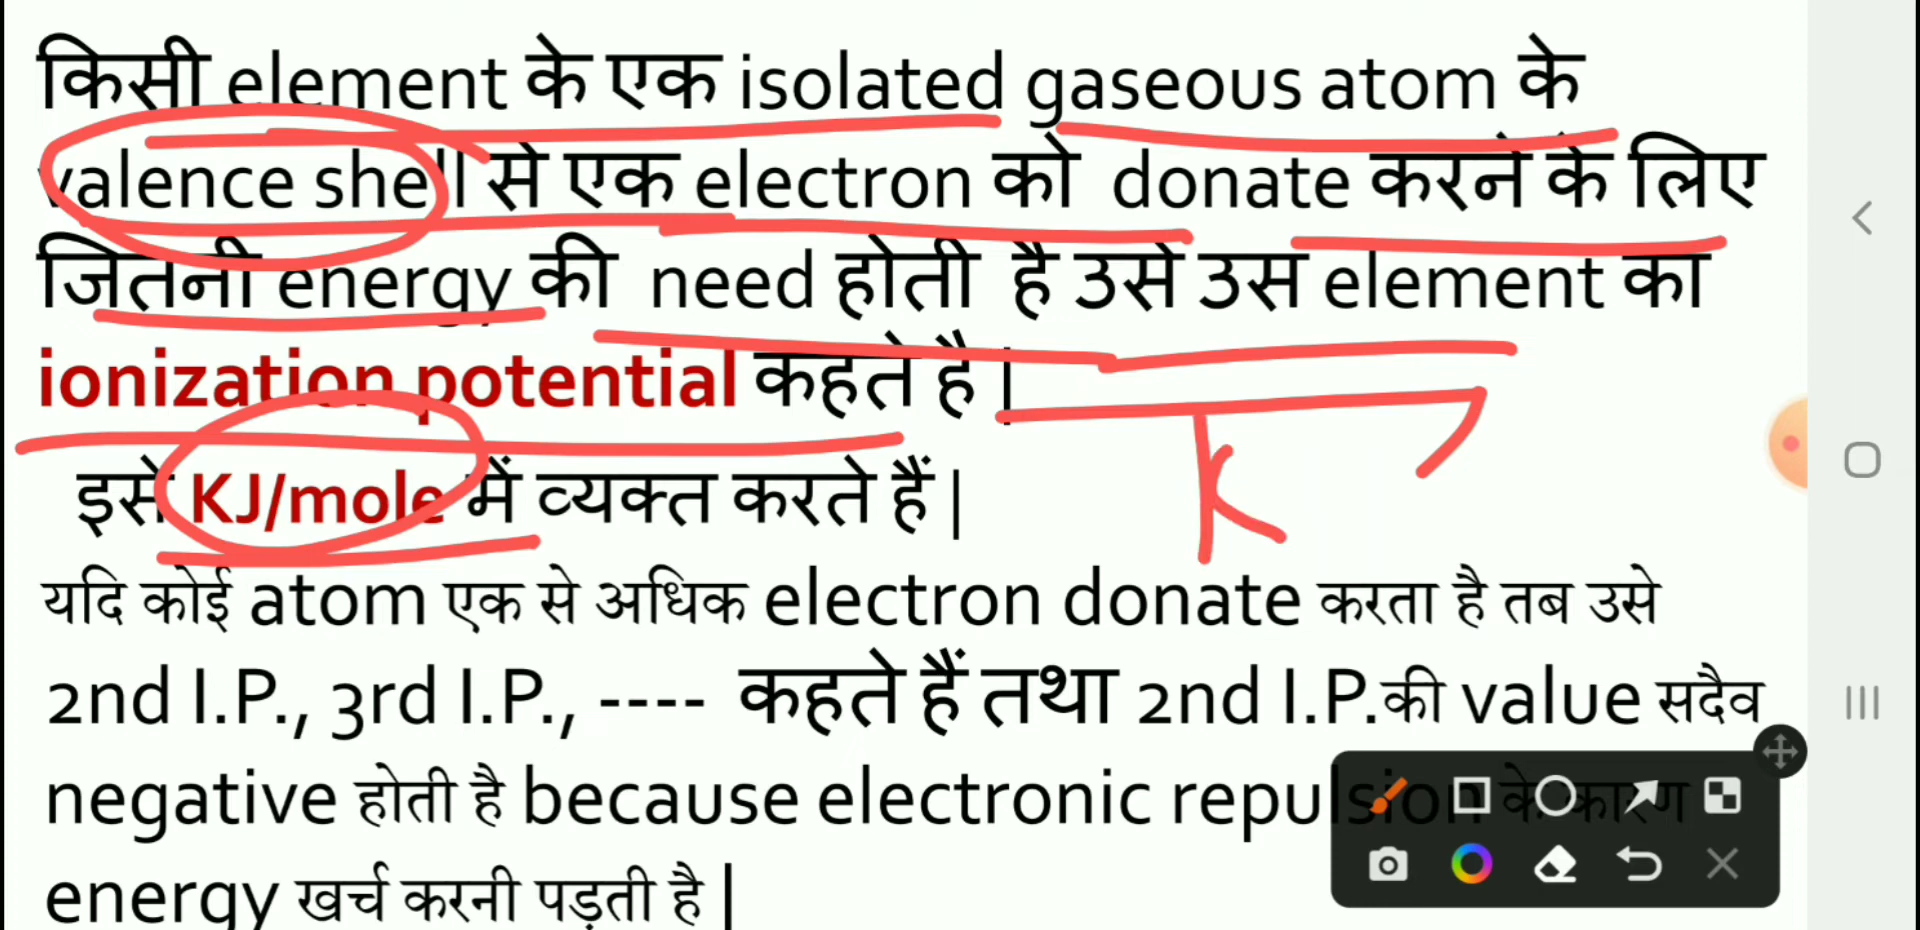 किसी element के एक isolated gaseous atom के
valence shell से एक electron को donate करने के लिए
जितनी energy की need होती है उसे उस element का
ionization potential कहते है |
इसे KJ/mole में व्यक्त करते हैं |
K
यदि कोई atom एक से अधिक electron donate करता है तब उसे
2nd I.P., 3rd I.P., ---- कहते हैं तथा 2nd I.P.की value सदैव
negative होती है because electronic repulsion के कारण
energy खर्च करनी पड़ती है |